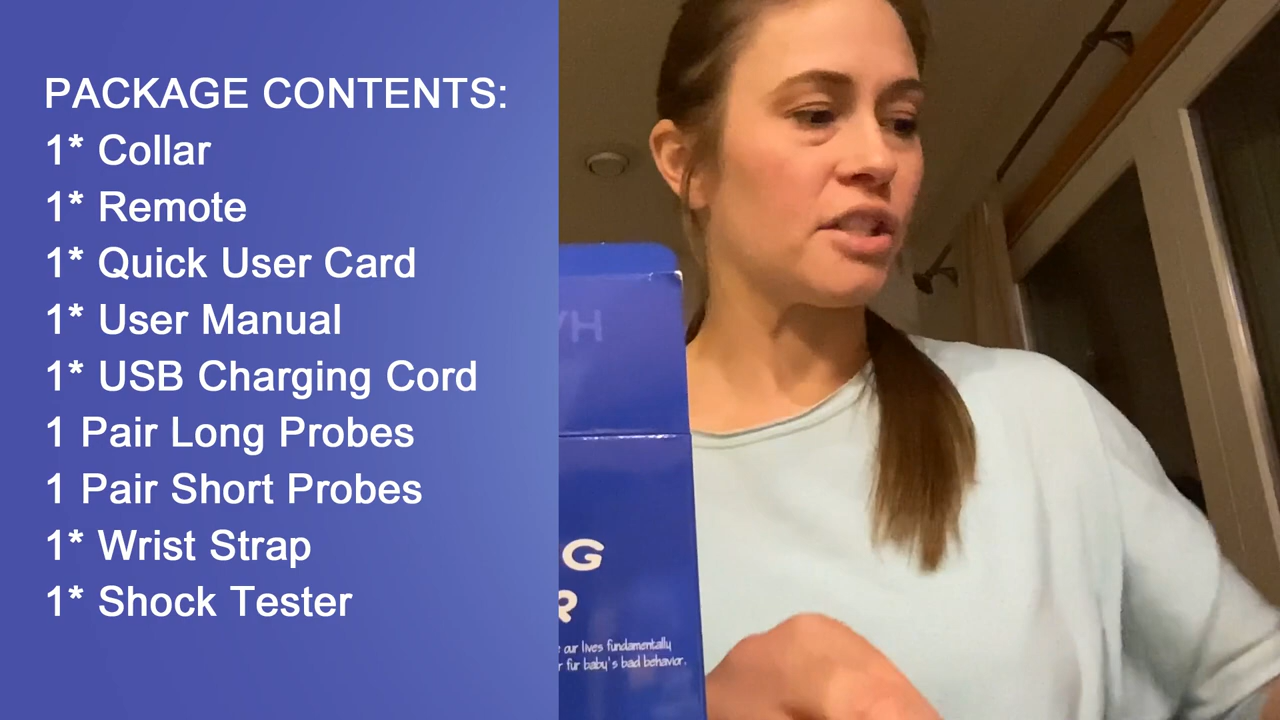 PACKAGE CONTENTS:
1* Collar
1* Remote
1* Quick User Card
1* User Manual
1* USB Charging Cord
1 Pair Long Probes
1 Pair Short Probes
1* Wrist Strap
1* Shock Tester
G
R
our lives fundamentally
fur baby's bad behavior.